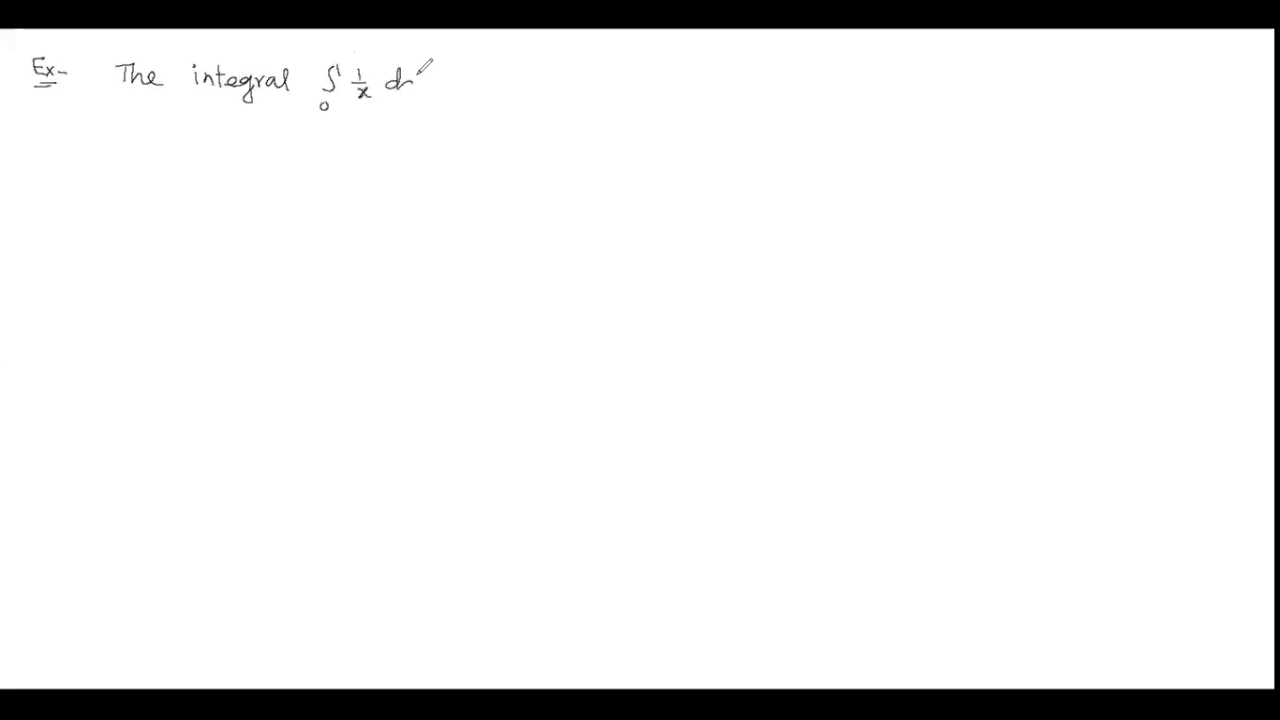 Ex- The integral ∫₀¹ 1/x dx